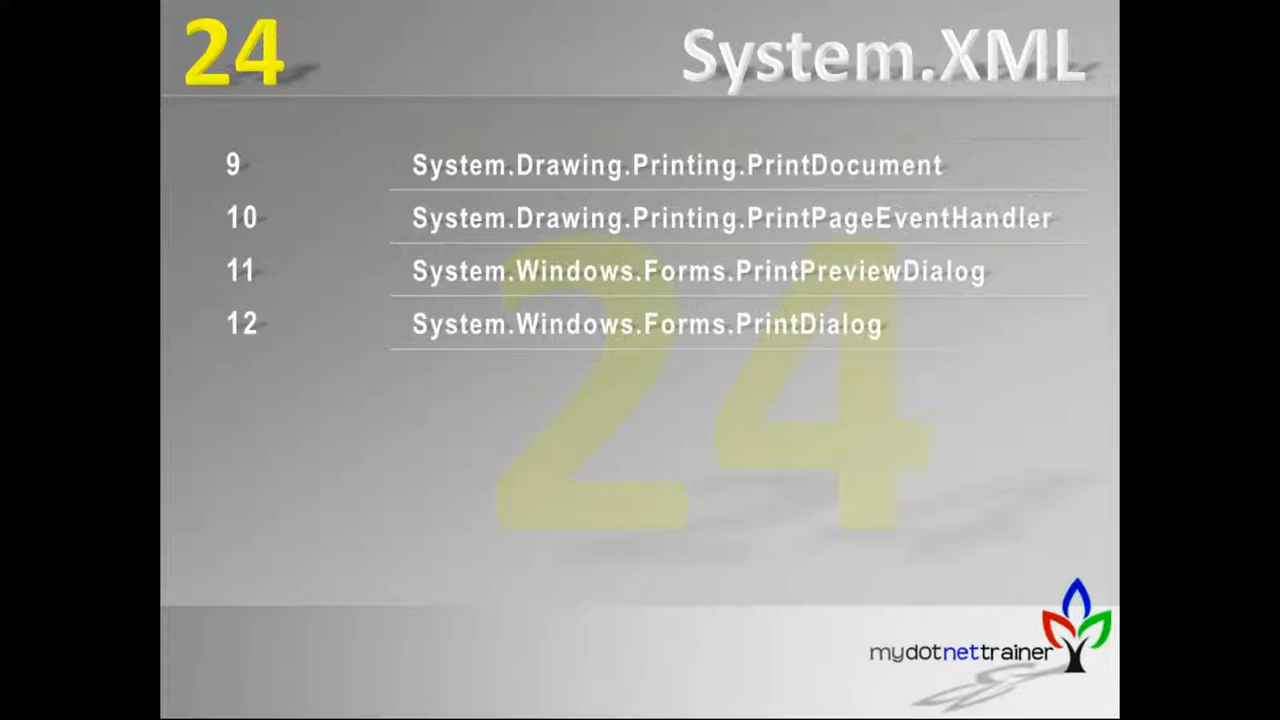 24 System.XML
9 System.Drawing.Printing.PrintDocument
10 System.Drawing.Printing.PrintPageEventHandler
11 System.Windows.Forms.PrintPreviewDialog
12 System.Windows.Forms.PrintDialog
24
mydotnettrainer